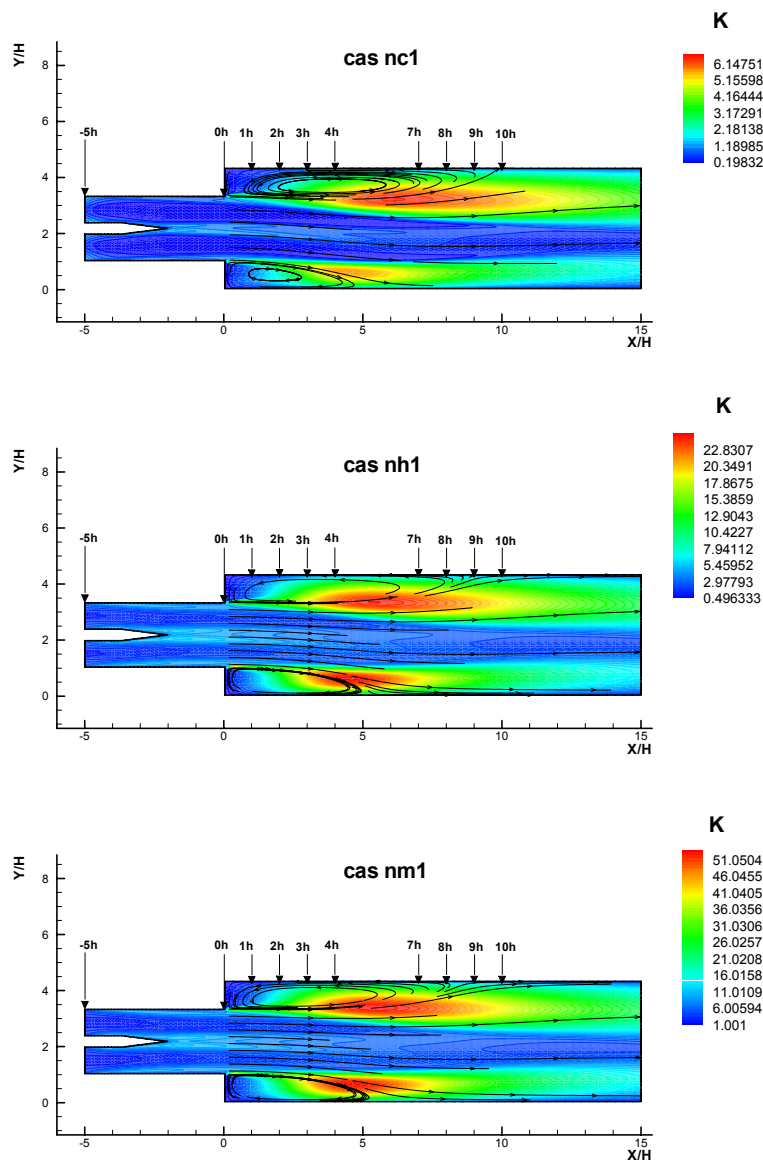 K
Y/H
8
6
4
2
0
cas nc1
-5h 0h 1h 2h 3h 4h 7h 8h 9h 10h
-5 0 5 10 15
X/H
6.14751
5.15598
4.16444
3.17291
2.18138
1.18985
0.19832
K
Y/H
8
6
4
2
0
cas nh1
-5h 0h 1h 2h 3h 4h 7h 8h 9h 10h
-5 0 5 10 15
X/H
22.8307
20.3491
17.8675
15.3859
12.9043
10.4227
7.94112
5.45952
2.97793
0.496333
K
Y/H
8
6
4
2
0
cas nm1
-5h 0h 1h 2h 3h 4h 7h 8h 9h 10h
-5 0 5 10 15
X/H
51.0504
46.0455
41.0405
36.0356
31.0306
26.0257
21.0208
16.0158
11.0109
6.00594
1.001